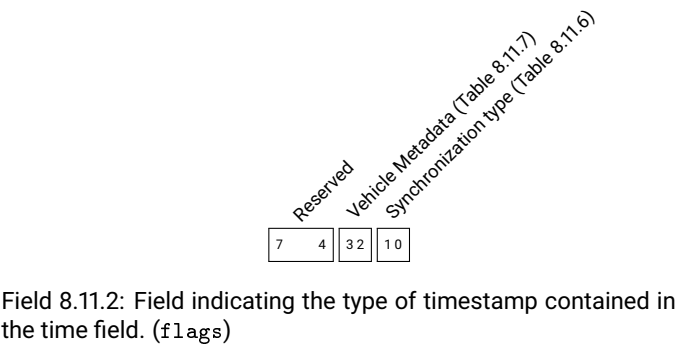 Reserved
Vehicle Metadata (Table 8.11.7)
Synchronization type (Table 8.11.6)
7 4 3 2 1 0
Field 8.11.2: Field indicating the type of timestamp contained in
the time field. (flags)